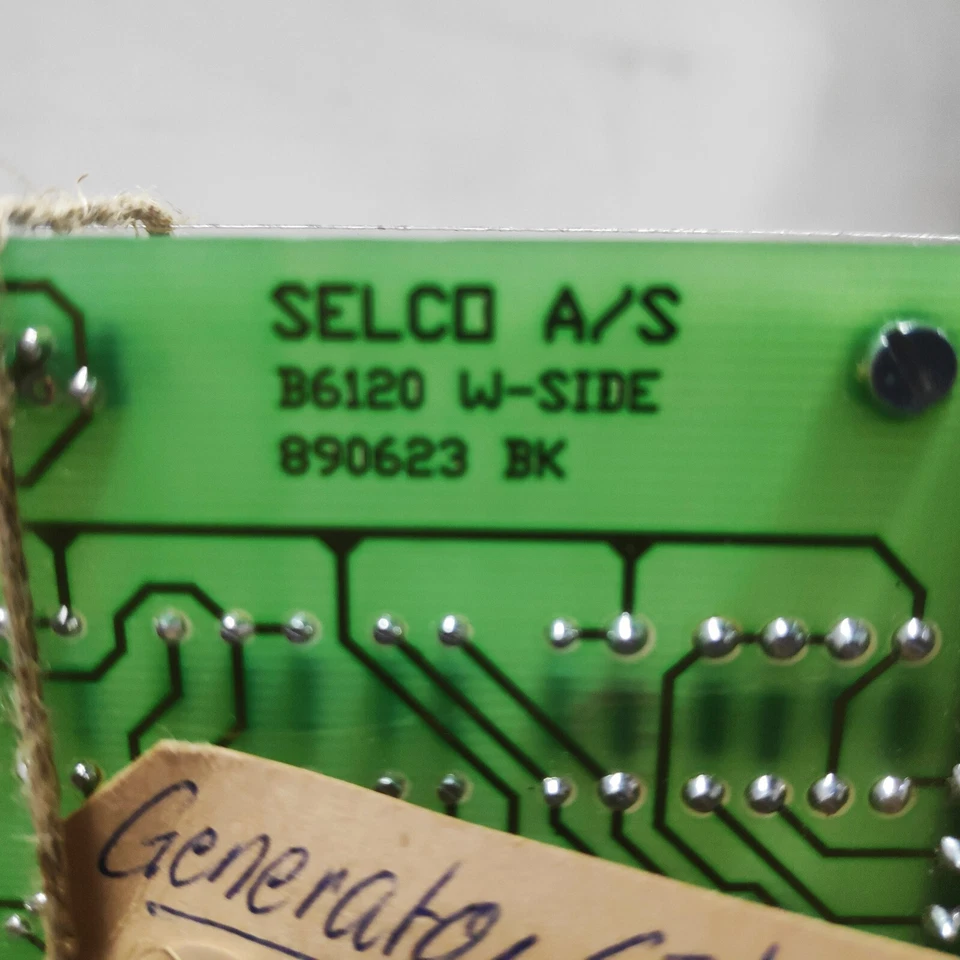 SELCO A/S
B6120 W-SIDE
890623 BK
Generator